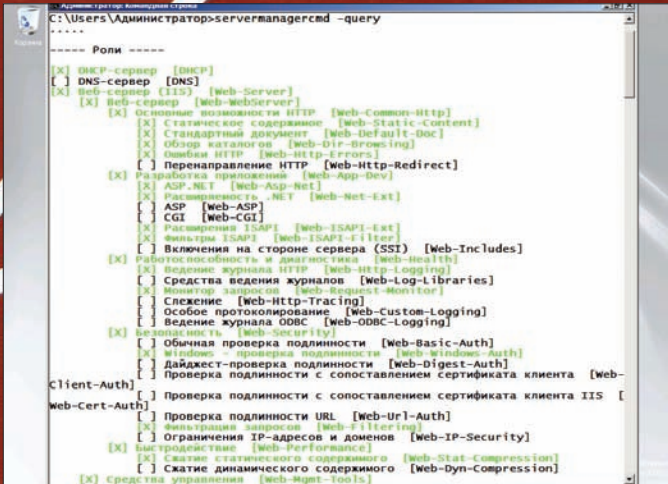 Администратор: Командная строка
Корзина
C:\Users\Администратор>servermanagercmd -query
.....
----- Роли -----
[X] DHCP-сервер [DHCP]
[ ] DNS-сервер [DNS]
[X] Веб-сервер (IIS) [Web-Server]
[X] Веб-сервер [Web-WebServer]
[X] Основные возможности HTTP [Web-Common-Http]
[X] Статическое содержимое [Web-Static-Content]
[X] Стандартный документ [Web-Default-Doc]
[X] Обзор каталогов [Web-Dir-Browsing]
[X] Ошибки HTTP [Web-Http-Errors]
[ ] Перенаправление HTTP [Web-Http-Redirect]
[X] Разработка приложений [Web-App-Dev]
[X] ASP.NET [Web-Asp-Net]
[X] Расширяемость .NET [Web-Net-Ext]
[ ] ASP [Web-ASP]
[ ] CGI [Web-CGI]
[X] Расширения ISAPI [Web-ISAPI-Ext]
[X] Фильтры ISAPI [Web-ISAPI-Filter]
[ ] Включения на стороне сервера (SSI) [Web-Includes]
[X] Работоспособность и диагностика [Web-Health]
[X] Ведение журнала HTTP [Web-Http-Logging]
[ ] Средства ведения журналов [Web-Log-Libraries]
[X] Монитор запросов [Web-Request-Monitor]
[ ] Слежение [Web-Http-Tracing]
[ ] Особое протоколирование [Web-Custom-Logging]
[ ] Ведение журнала ODBC [Web-ODBC-Logging]
[X] Безопасность [Web-Security]
[ ] Обычная проверка подлинности [Web-Basic-Auth]
[X] Windows - проверка подлинности [Web-Windows-Auth]
[ ] Дайджест-проверка подлинности [Web-Digest-Auth]
[ ] Проверка подлинности с сопоставлением сертификата клиента [Web-
Client-Auth]
[ ] Проверка подлинности с сопоставлением сертификата клиента IIS [
Web-Cert-Auth]
[ ] Проверка подлинности URL [Web-Url-Auth]
[X] Фильтрация запросов [Web-Filtering]
[ ] Ограничения IP-адресов и доменов [Web-IP-Security]
[X] Быстродействие [Web-Performance]
[X] Сжатие статического содержимого [Web-Stat-Compression]
[ ] Сжатие динамического содержимого [Web-Dyn-Compression]
[X] Средства управления [Web-Mgmt-Tools]